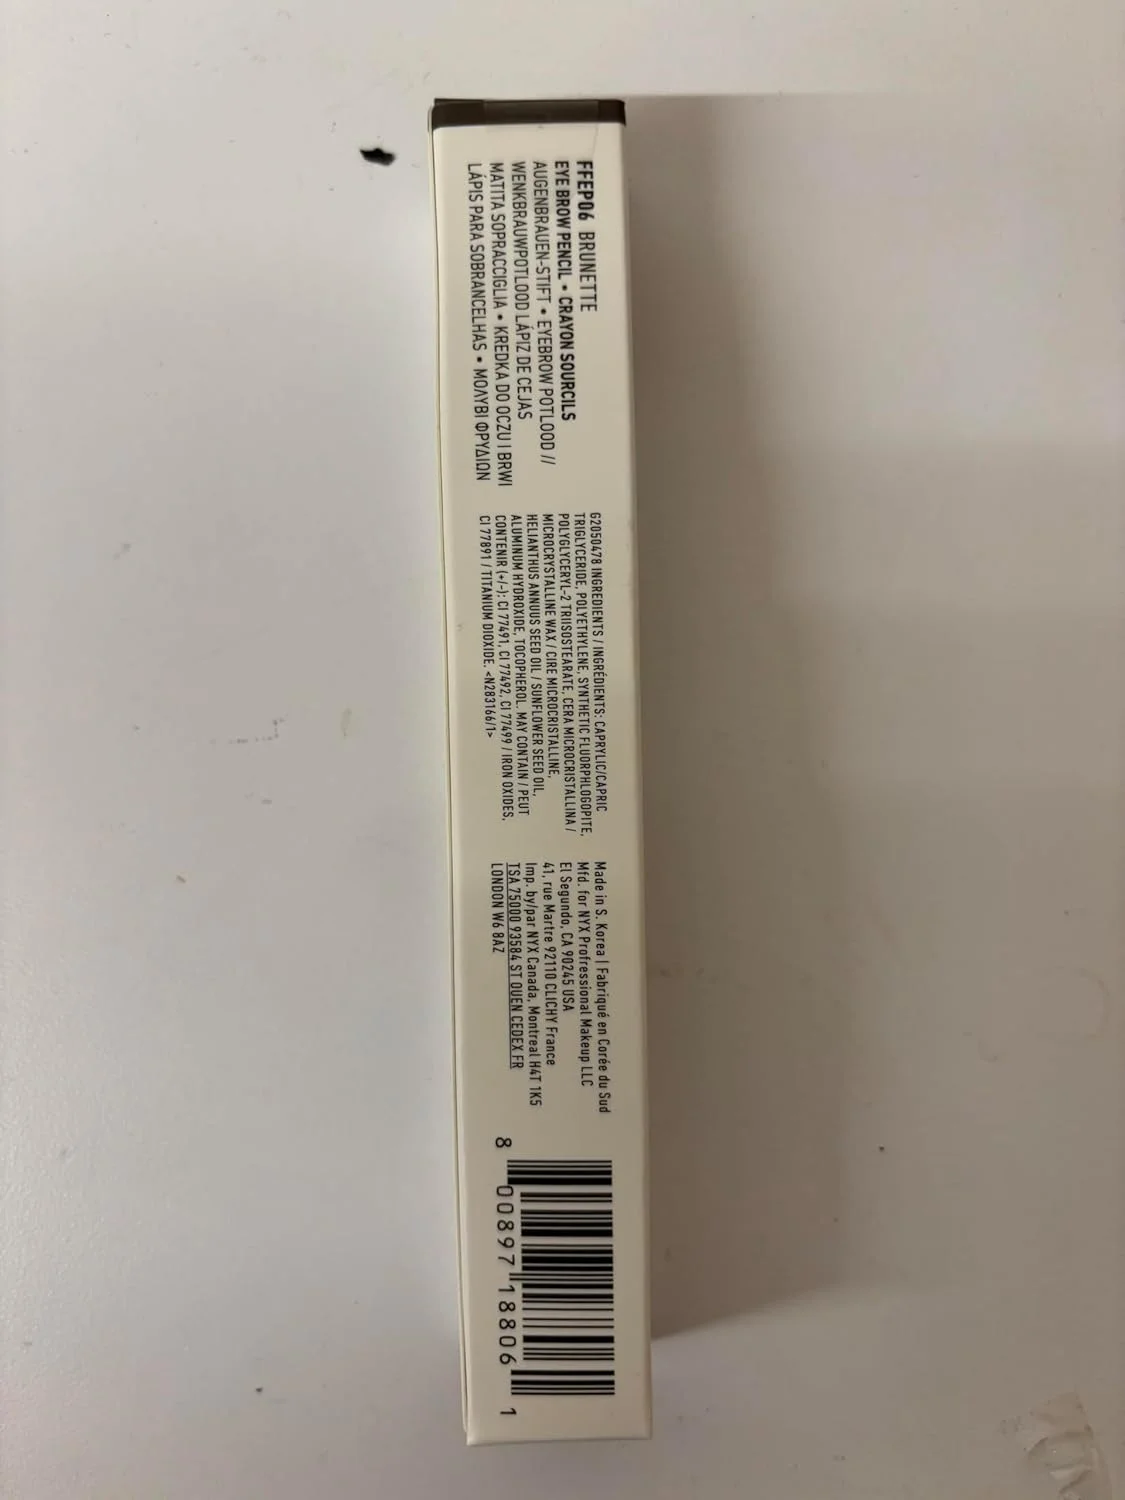 FFEP06 BRUNETTE
EYE BROW PENCIL • CRAYON SOURCILS
AUGENBRAUEN-STIFT • EYEBROW POTLOOD //
WENKBRAUWPOTLOOD LÁPIZ DE CEJAS
MATITA SOPRACCIGLIA • KREDKA DO OCZU I BRWI
LÁPIS PARA SOBRANCELHAS • ΜΟΛΥΒΙ ΦΡΥΔΙΩΝ
G2050478 INGREDIENTS / INGRÉDIENTS: CAPRYLIC/CAPRIC
TRIGLYCERIDE, POLYETHYLENE, SYNTHETIC FLUORPHLOGOPITE,
POLYGLYCERYL-2 TRIISOSTEARATE, CERA MICROCRISTALLINA /
MICROCRYSTALLINE WAX / CIRE MICROCRISTALLINE,
HELIANTHUS ANNUUS SEED OIL / SUNFLOWER SEED OIL,
ALUMINUM HYDROXIDE, TOCOPHEROL. MAY CONTAIN / PEUT
CONTENIR (+/-): CI 77491, CI 77492, CI 77499 / IRON OXIDES,
CI 77891 / TITANIUM DIOXIDE. <N283166/1>
Made in S. Korea | Fabriqué en Corée du Sud
Mfd. for NYX Profressional Makeup LLC
El Segundo, CA 90245 USA
41, rue Martre 92110 CLICHY France
Imp. by/par NYX Canada, Montreal H4T 1K5
TSA 75000 93584 ST OUEN CEDEX FR
LONDON W6 8AZ
8 00897 18806 1